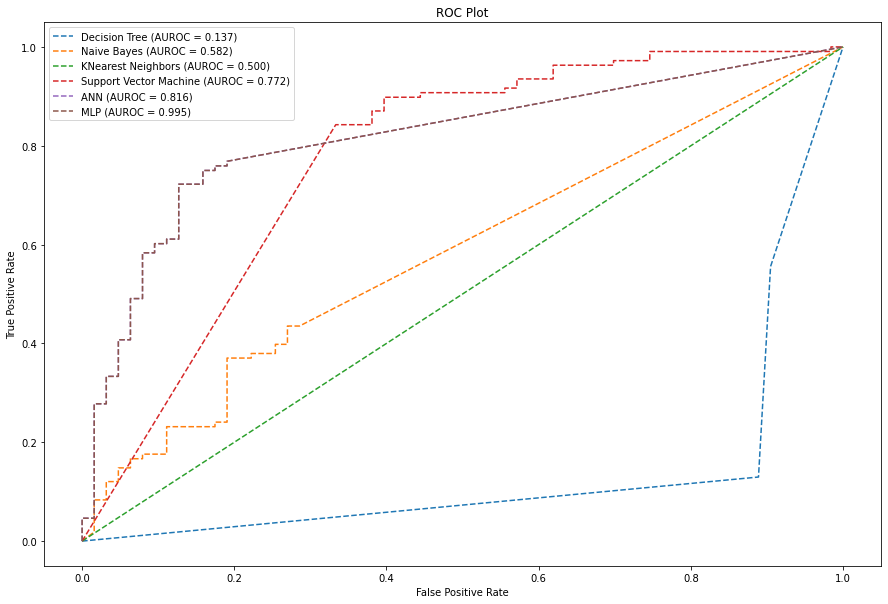 ROC Plot
Decision Tree (AUROC = 0.137)
Naive Bayes (AUROC = 0.582)
KNearest Neighbors (AUROC = 0.500)
Support Vector Machine (AUROC = 0.772)
ANN (AUROC = 0.816)
MLP (AUROC = 0.995)
1.0
0.8
0.6
0.4
0.2
0.0
True Positive Rate
0.0 0.2 0.4 0.6 0.8 1.0
False Positive Rate